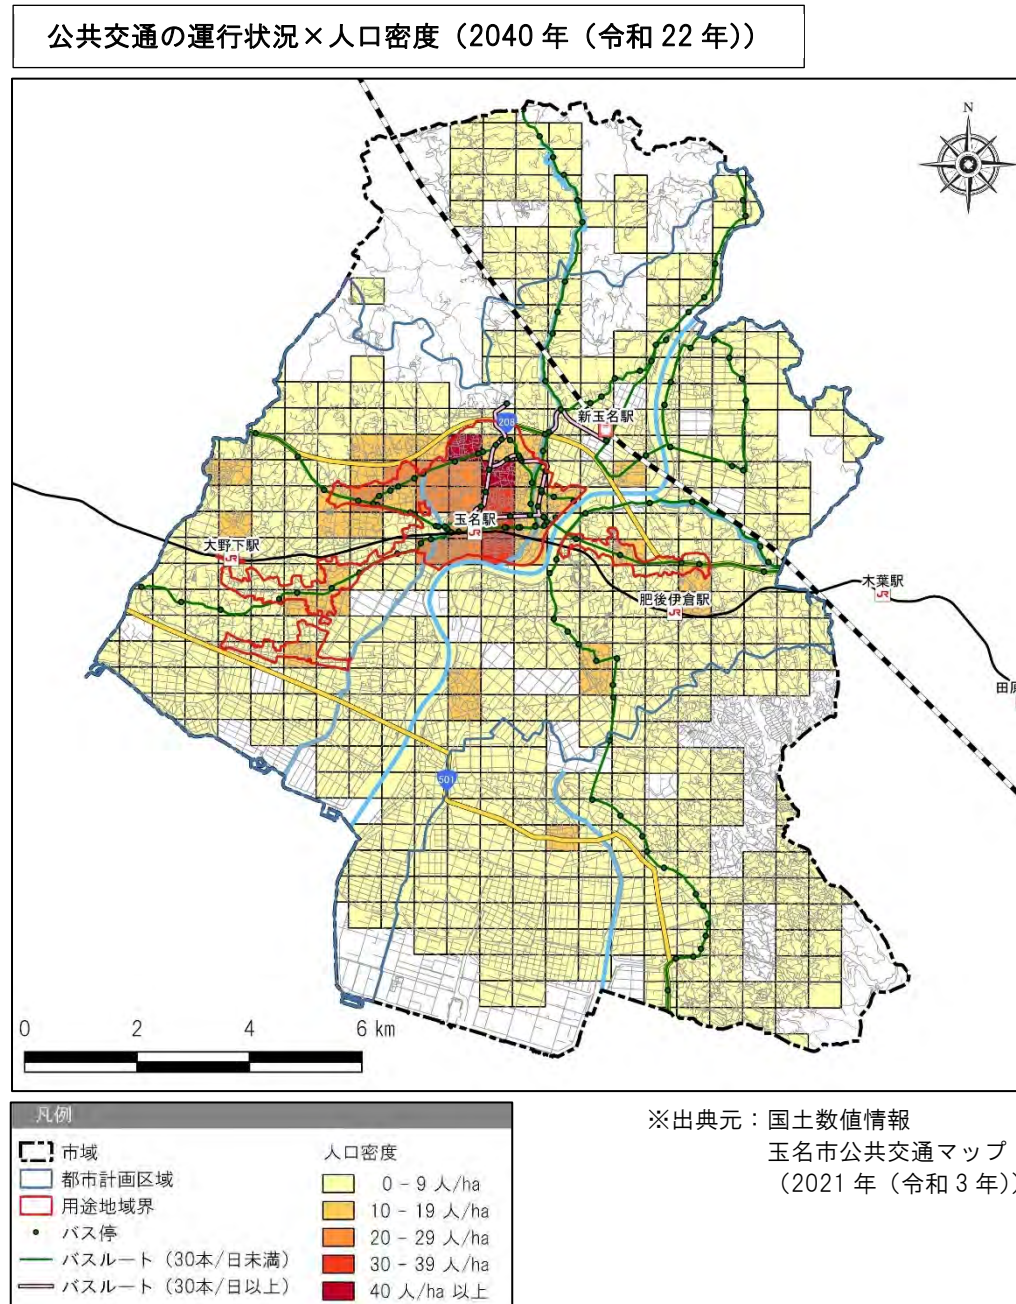 公共交通の運行状況×人口密度（2040年（令和22年））
N
208
新玉名駅
玉名駅
JR
大野下駅
JR
木葉駅
JR
肥後伊倉駅
JR
田原
501
0 2 4 6 km
凡例
市域
都市計画区域
用途地域界
バス停
バスルート（30本/日未満）
バスルート（30本/日以上）
人口密度
0 - 9 人/ha
10 - 19 人/ha
20 - 29 人/ha
30 - 39 人/ha
40 人/ha 以上
※出典元：国土数値情報
玉名市公共交通マップ
（2021年（令和3年））